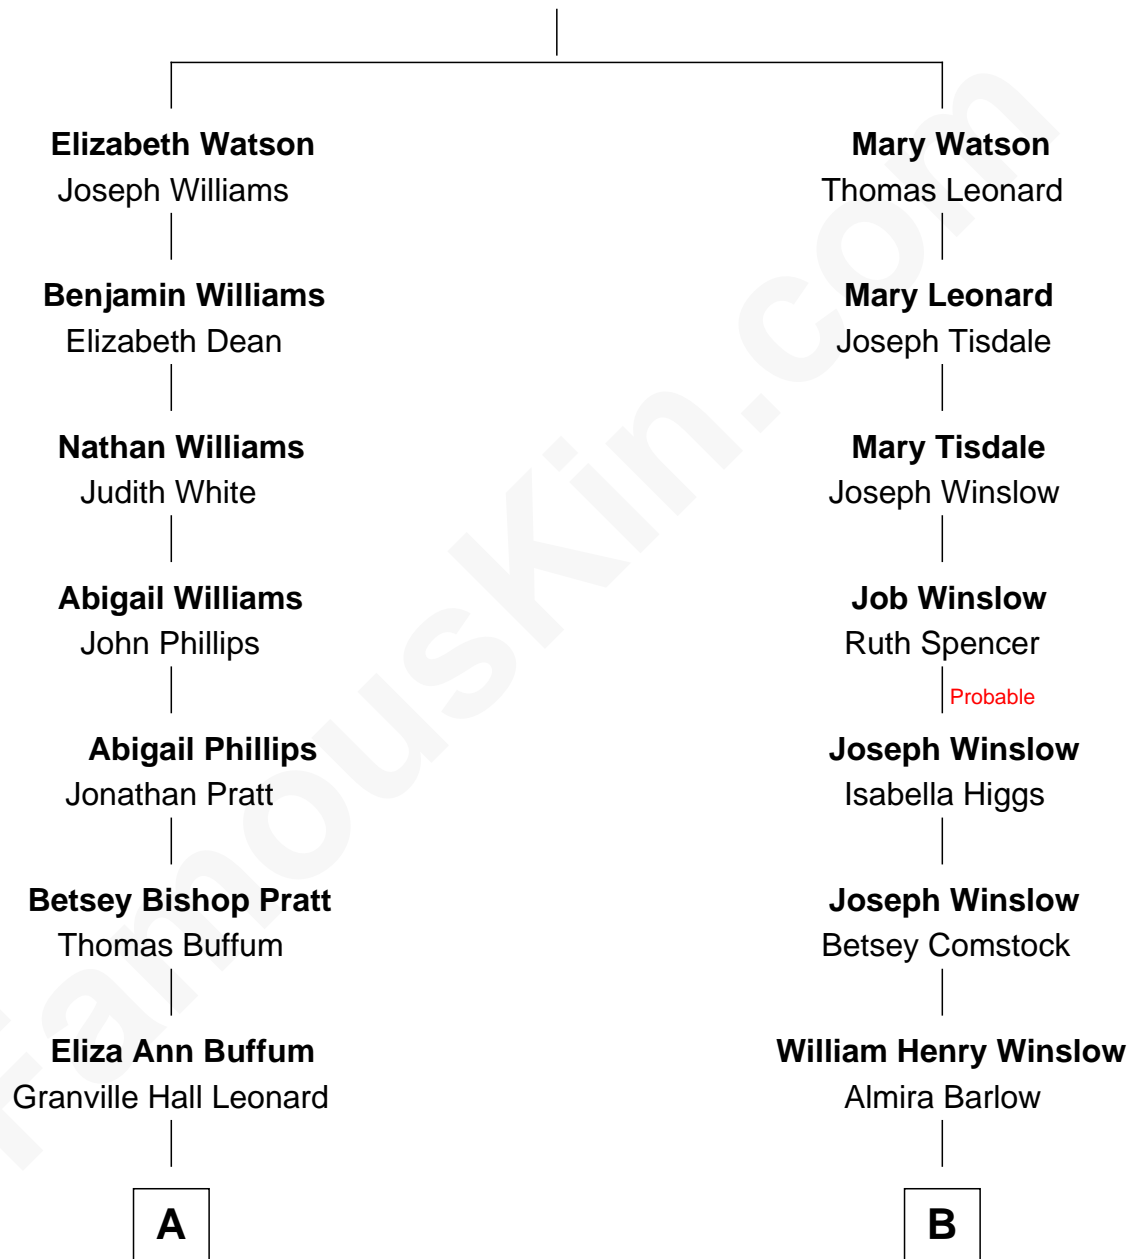 Elizabeth Watson
Joseph Williams
Benjamin Williams
Elizabeth Dean
Nathan Williams
Judith White
Abigail Williams
John Phillips
Abigail Phillips
Jonathan Pratt
Betsey Bishop Pratt
Thomas Buffum
Eliza Ann Buffum
Granville Hall Leonard
A
Mary Watson
Thomas Leonard
Mary Leonard
Joseph Tisdale
Mary Tisdale
Joseph Winslow
Job Winslow
Ruth Spencer
Probable
Joseph Winslow
Isabella Higgs
Joseph Winslow
Betsey Comstock
William Henry Winslow
Almira Barlow
B
FamousKin.com